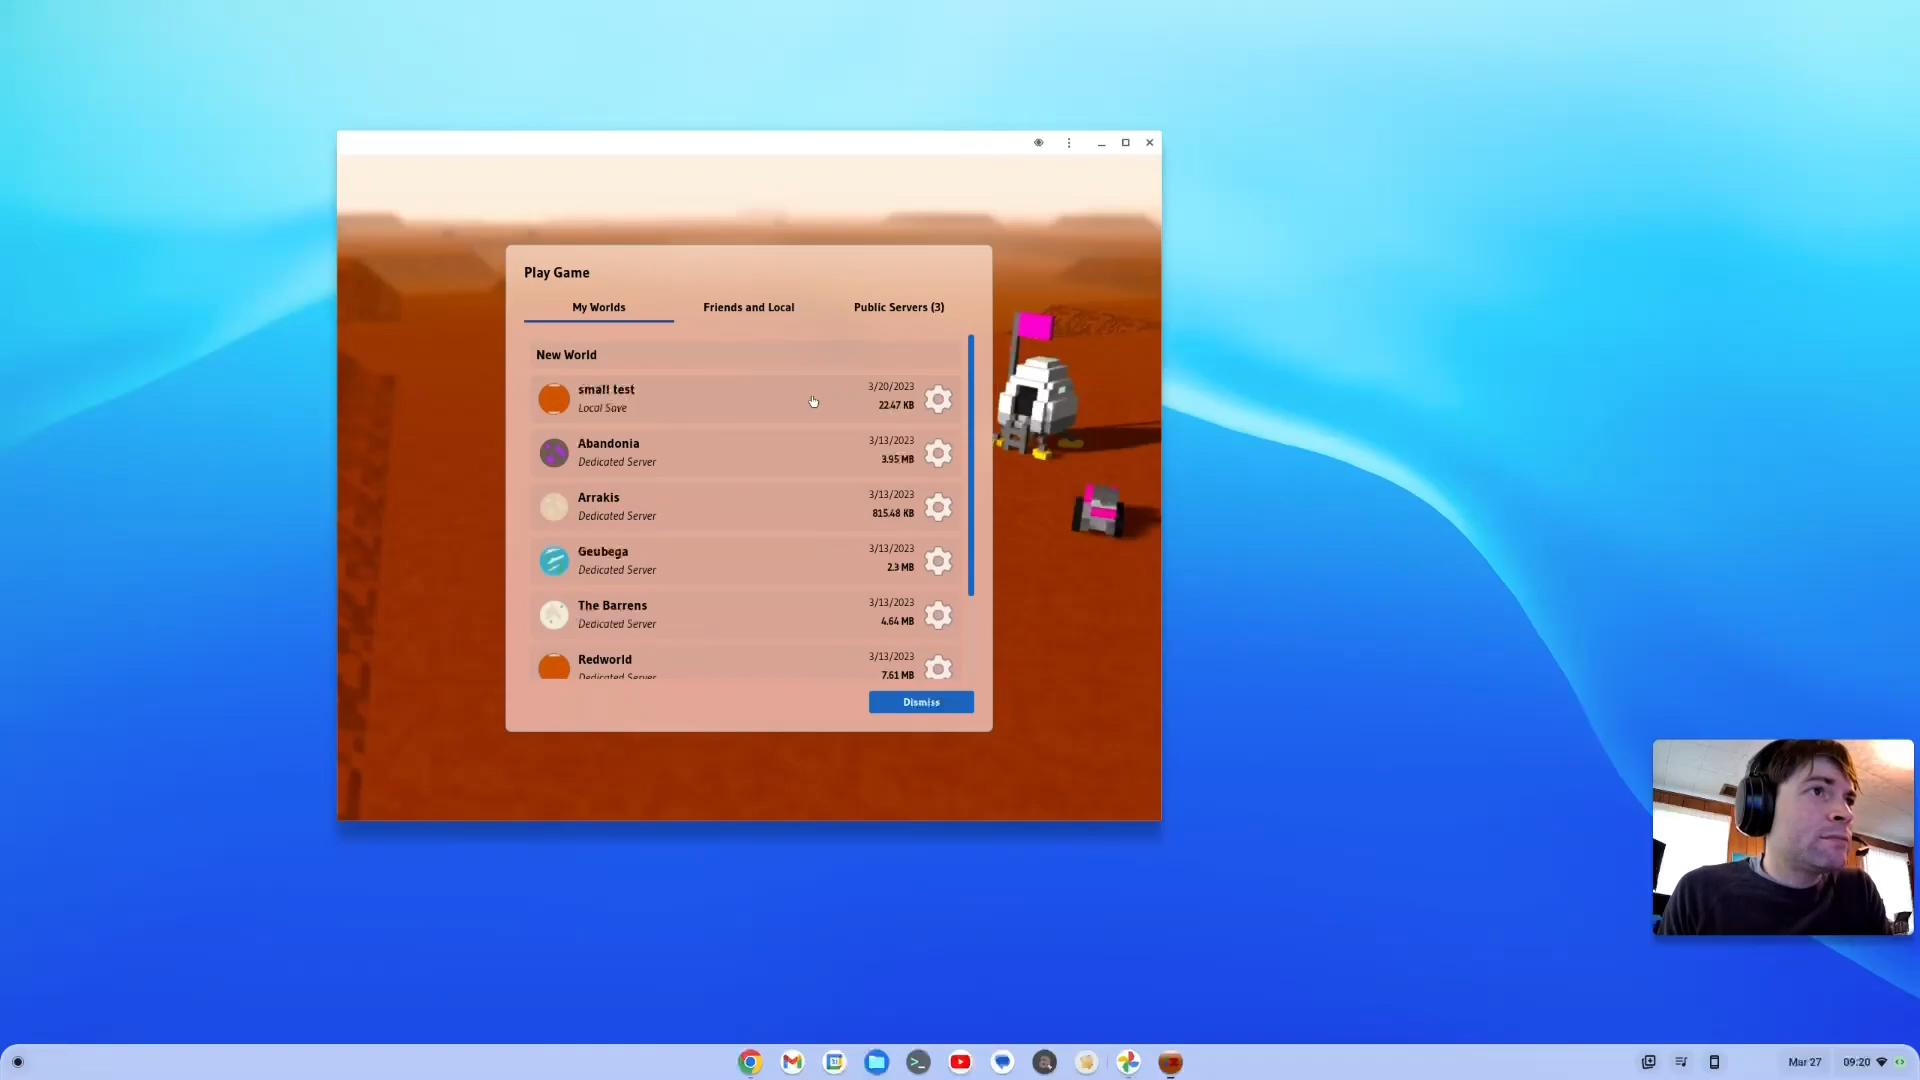 Play Game
My Worlds
Friends and Local
Public Servers (3)
New World
small test
Local Save
3/20/2023
22.47 KB
Abandonia
Dedicated Server
3/13/2023
3.95 MB
Arrakis
Dedicated Server
3/13/2023
815.48 KB
Geubega
Dedicated Server
3/13/2023
2.3 MB
The Barrens
Dedicated Server
3/13/2023
4.64 MB
Redworld
Dedicated Server
3/13/2023
7.61 MB
Dismiss
31
Mar 27
09:20